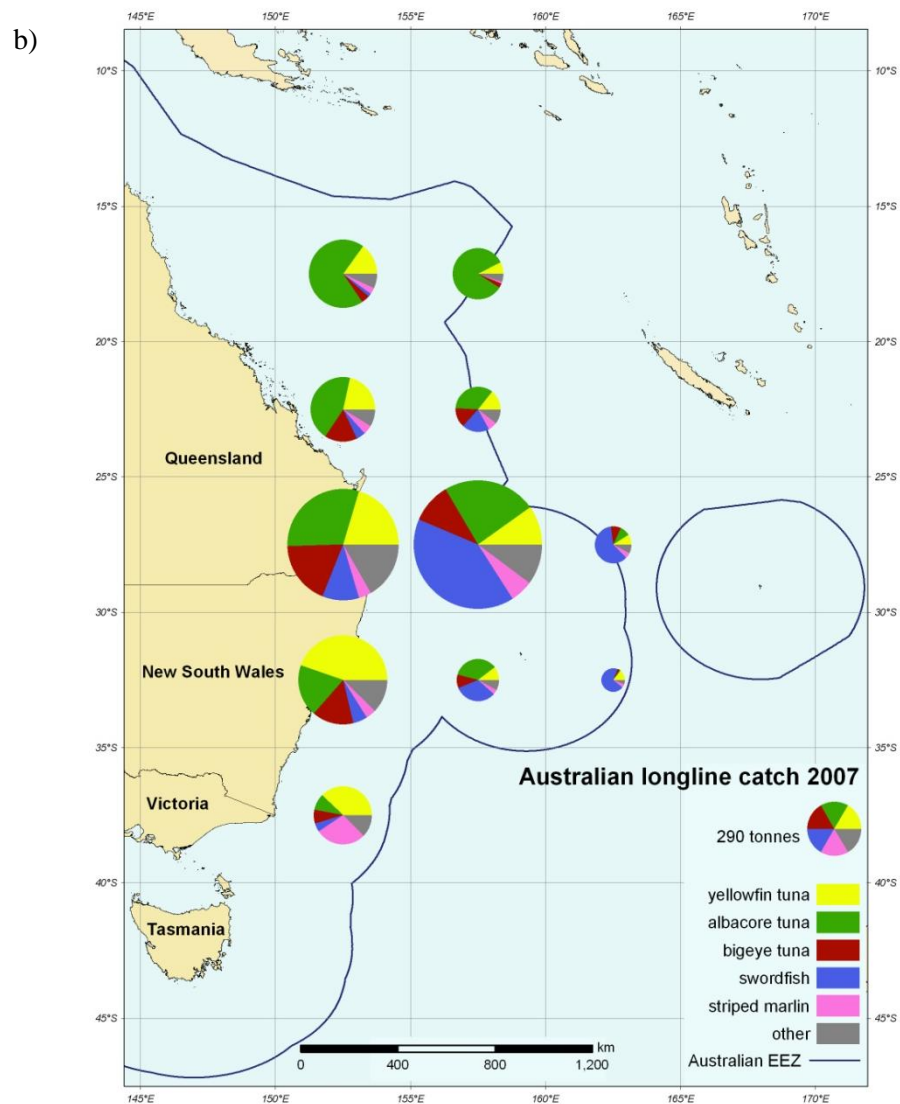 b)
145°E 150°E 155°E 160°E 165°E 170°E
10°S 10°S
15°S 15°S
20°S 20°S
Queensland
25°S 25°S
30°S 30°S
New South Wales
35°S 35°S
Australian longline catch 2007
Victoria
290 tonnes
40°S 40°S
yellowfin tuna
albacore tuna
Tasmania
bigeye tuna
swordfish
striped marlin
45°S 45°S
other
km
0 400 800 1,200
Australian EEZ
145°E 150°E 155°E 160°E 165°E 170°E